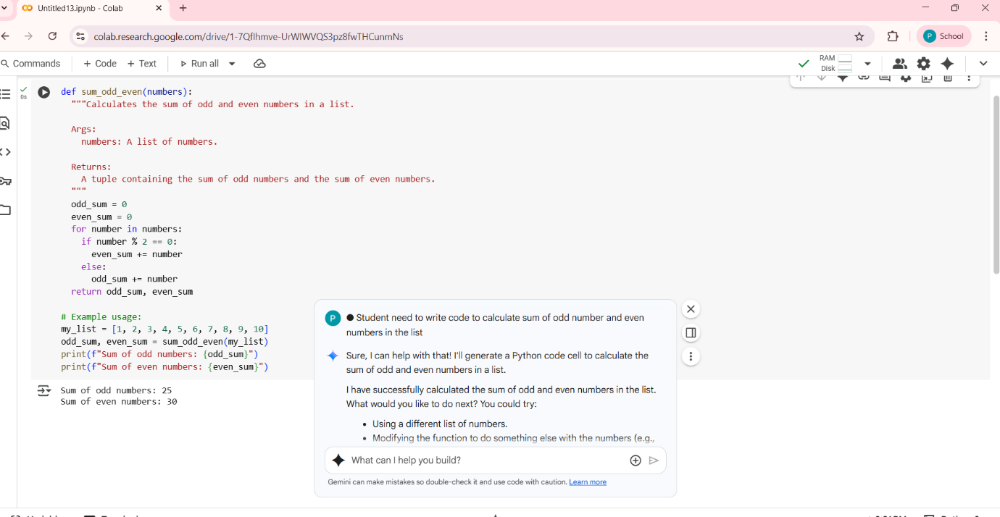 Untitled13.ipynb - Colab
colab.research.google.com/drive/1-7QfIhmve-UrWIWVQS3pz8fwTHCunmNs
P School
Commands + Code + Text Run all
RAM
Disk
0s
def sum_odd_even(numbers):
"""Calculates the sum of odd and even numbers in a list.
Args:
numbers: A list of numbers.
Returns:
A tuple containing the sum of odd numbers and the sum of even numbers.
"""
odd_sum = 0
even_sum = 0
for number in numbers:
if number % 2 == 0:
even_sum += number
else:
odd_sum += number
return odd_sum, even_sum
# Example usage:
my_list = [1, 2, 3, 4, 5, 6, 7, 8, 9, 10]
odd_sum, even_sum = sum_odd_even(my_list)
print(f"Sum of odd numbers: {odd_sum}")
print(f"Sum of even numbers: {even_sum}")
Sum of odd numbers: 25
Sum of even numbers: 30
P ● Student need to write code to calculate sum of odd number and even
numbers in the list
Sure, I can help with that! I'll generate a Python code cell to calculate the
sum of odd and even numbers in a list.
I have successfully calculated the sum of odd and even numbers in the list.
What would you like to do next? You could try:
• Using a different list of numbers.
• Modifying the function to do something else with the numbers (e.g.,
What can I help you build?
Gemini can make mistakes so double-check it and use code with caution. Learn more